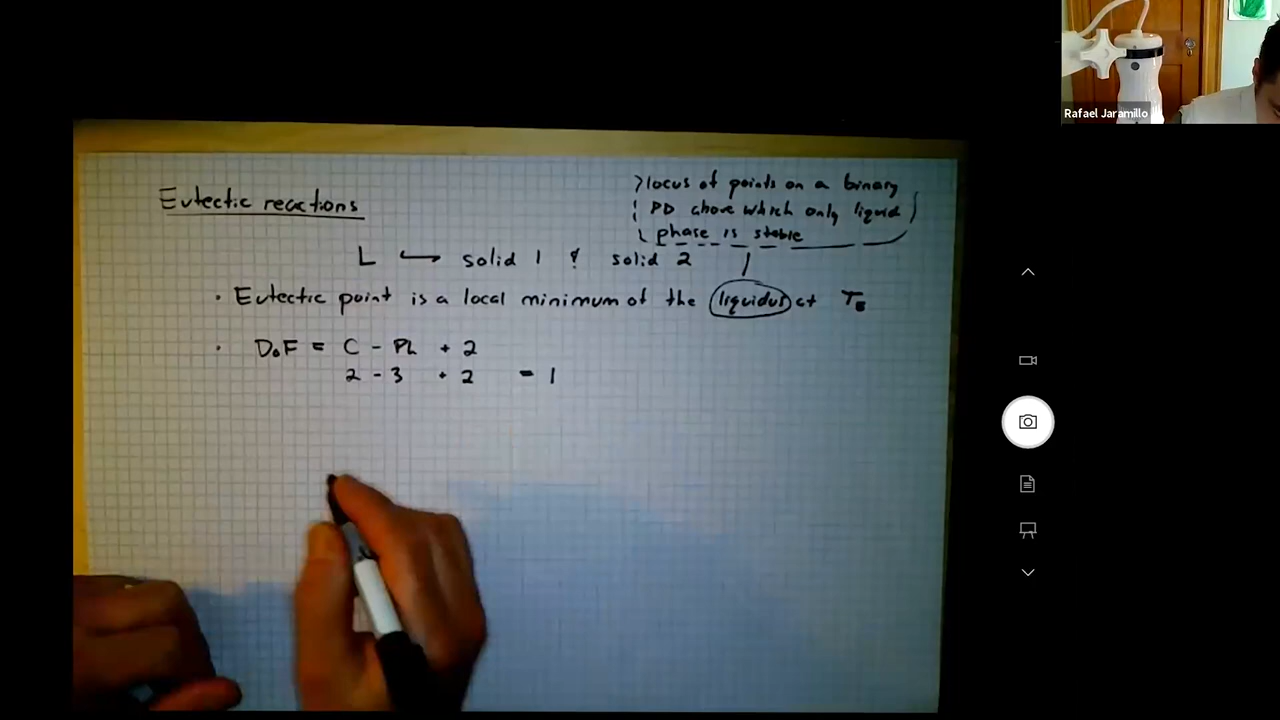 Rafael Jaramillo
Eutectic reactions
locus of points on a binary
PD above which only liquid
phase is stable
L ⟷ solid 1 & solid 2
· Eutectic point is a local minimum of the liquidus at T_E
· DoF = C - Ph + 2
2 - 3 + 2 = 1